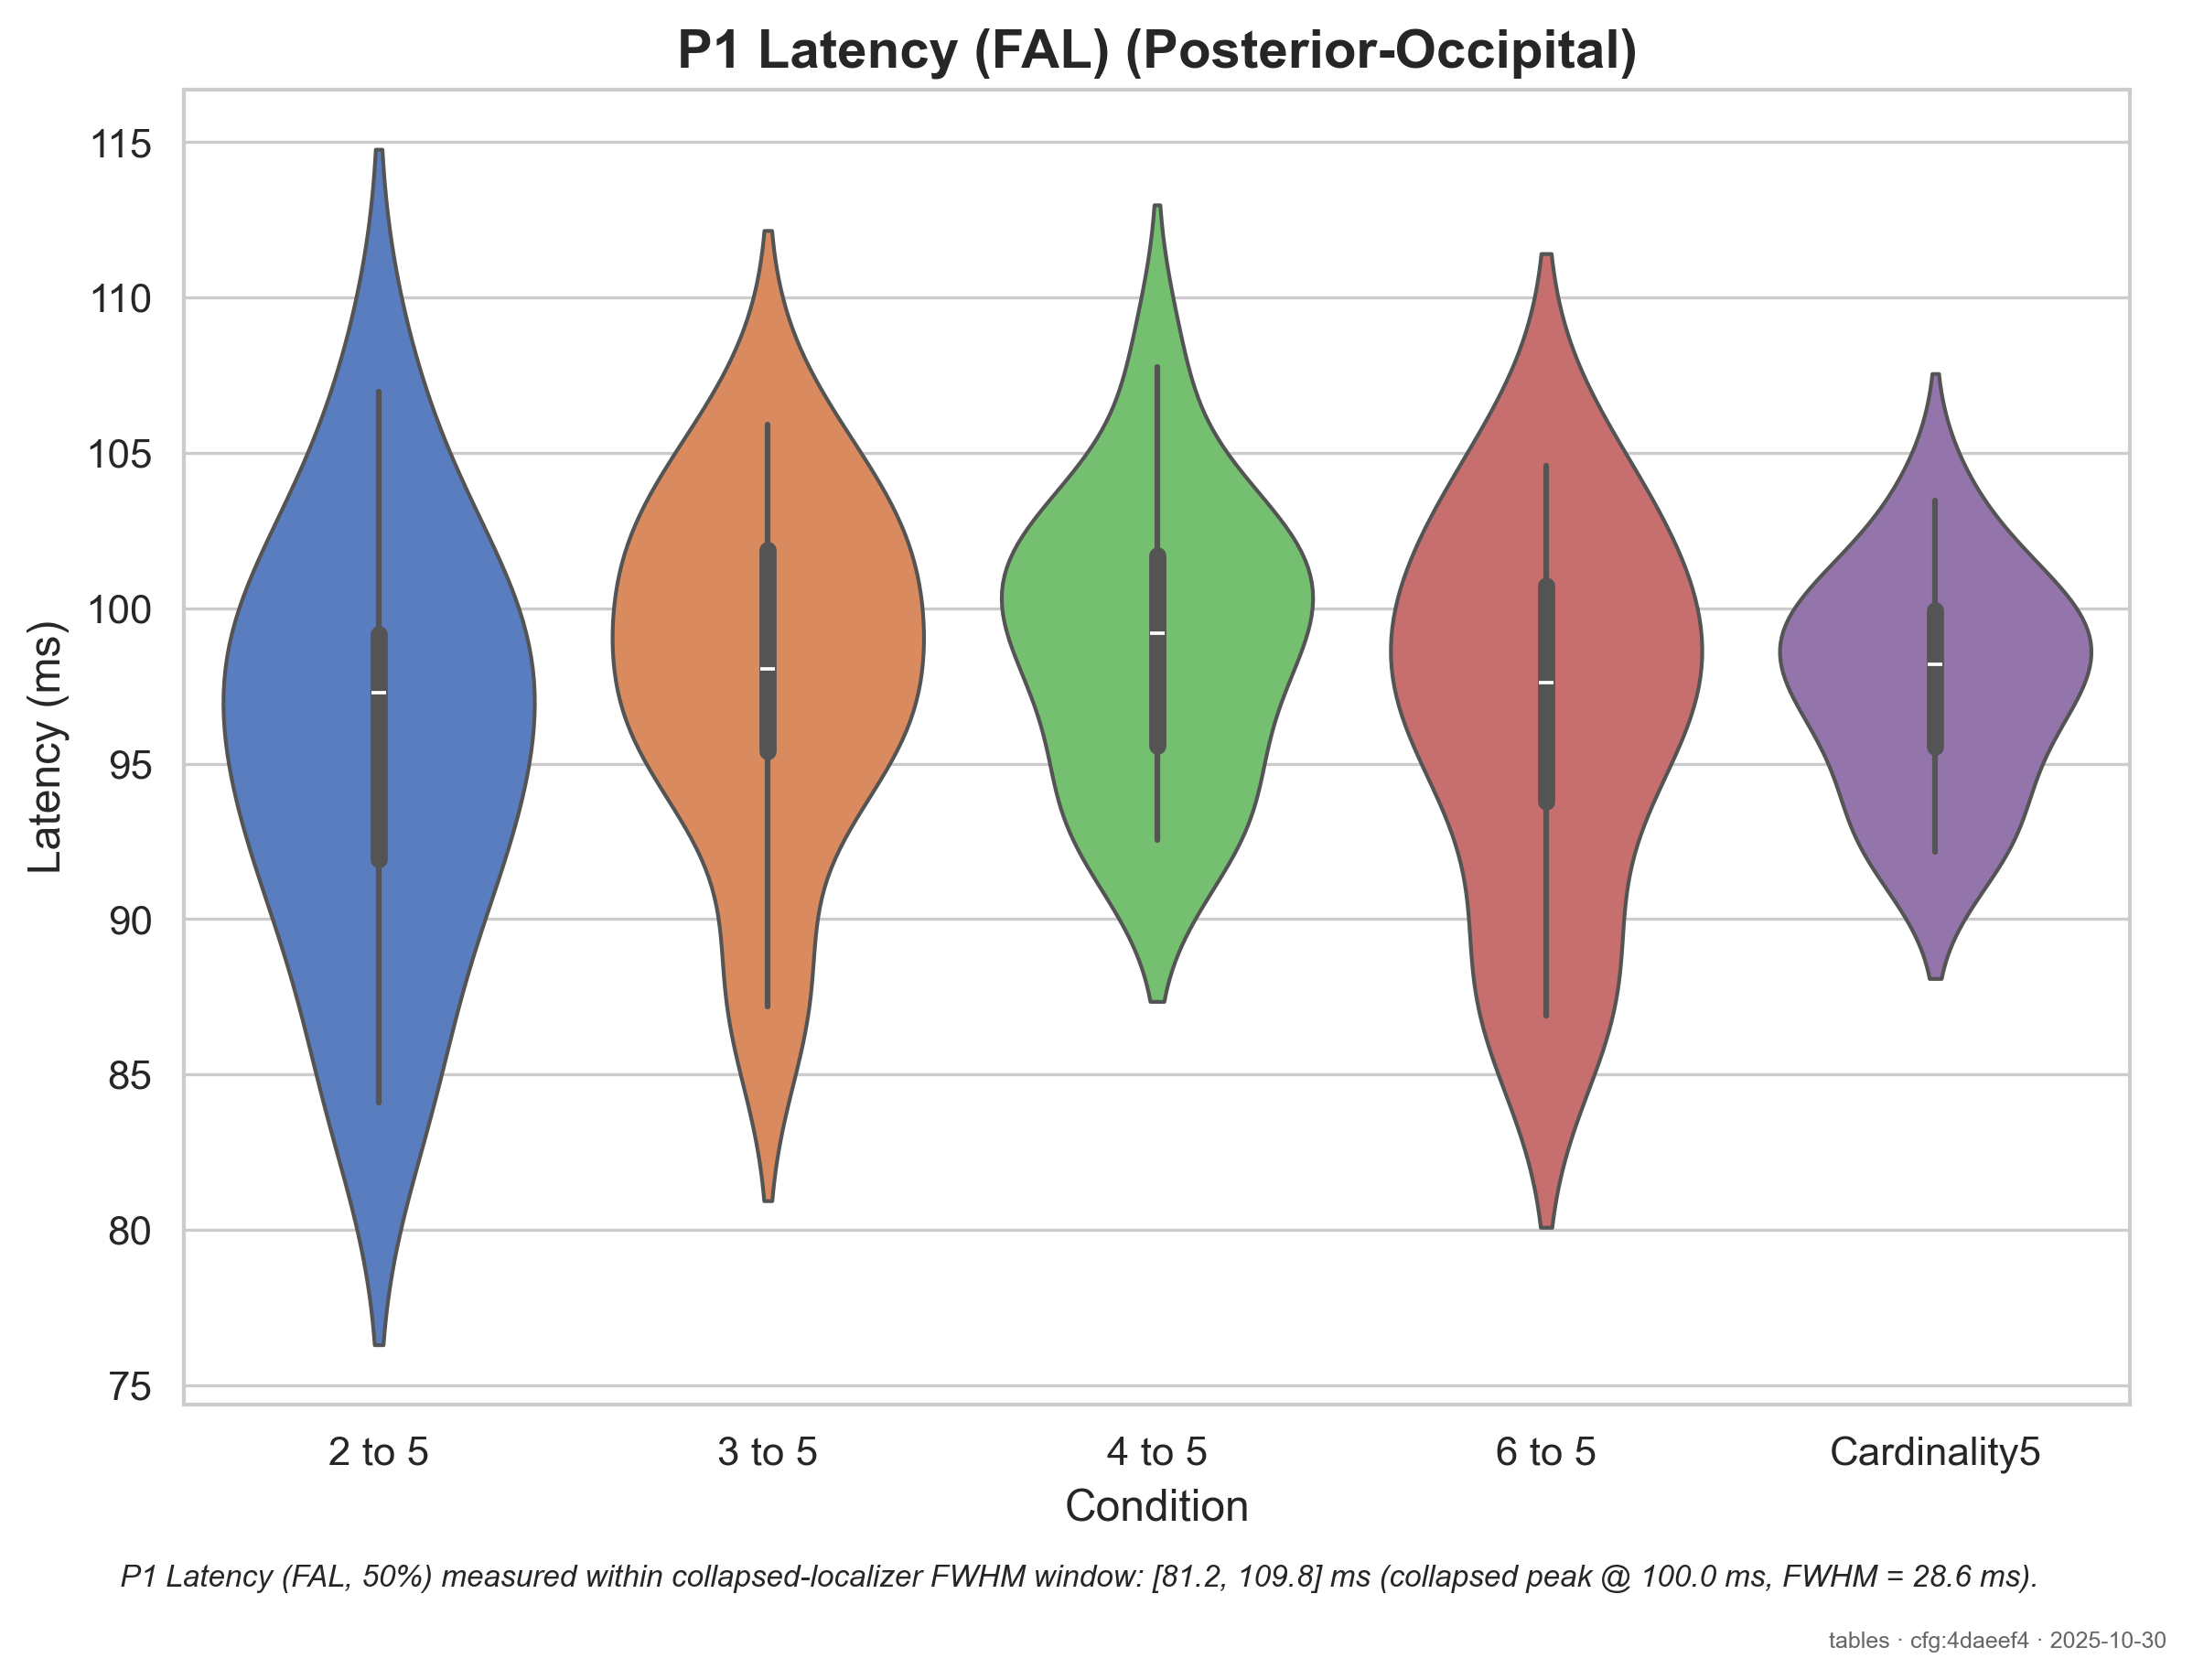 P1 Latency (FAL) (Posterior-Occipital)
115
110
105
100
95
90
85
80
75
Latency (ms)
2 to 5
3 to 5
4 to 5
6 to 5
Cardinality5
Condition
P1 Latency (FAL, 50%) measured within collapsed-localizer FWHM window: [81.2, 109.8] ms (collapsed peak @ 100.0 ms, FWHM = 28.6 ms).
tables · cfg:4daeef4 · 2025-10-30